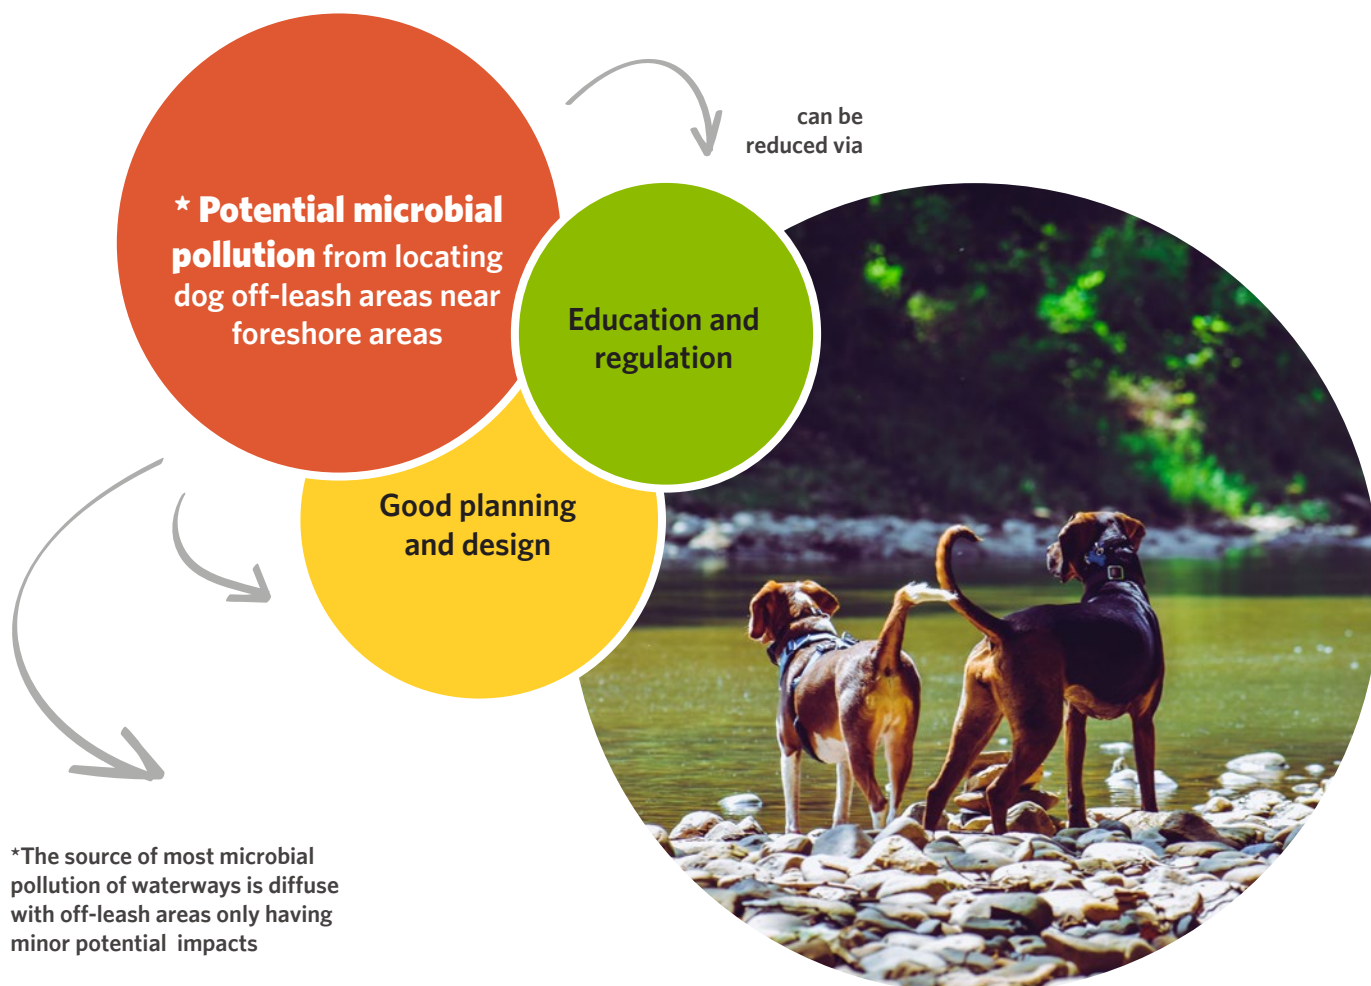 can be
reduced via
* Potential microbial
pollution from locating
dog off-leash areas near
foreshore areas
Education and
regulation
Good planning
and design
*The source of most microbial
pollution of waterways is diffuse
with off-leash areas only having
minor potential impacts